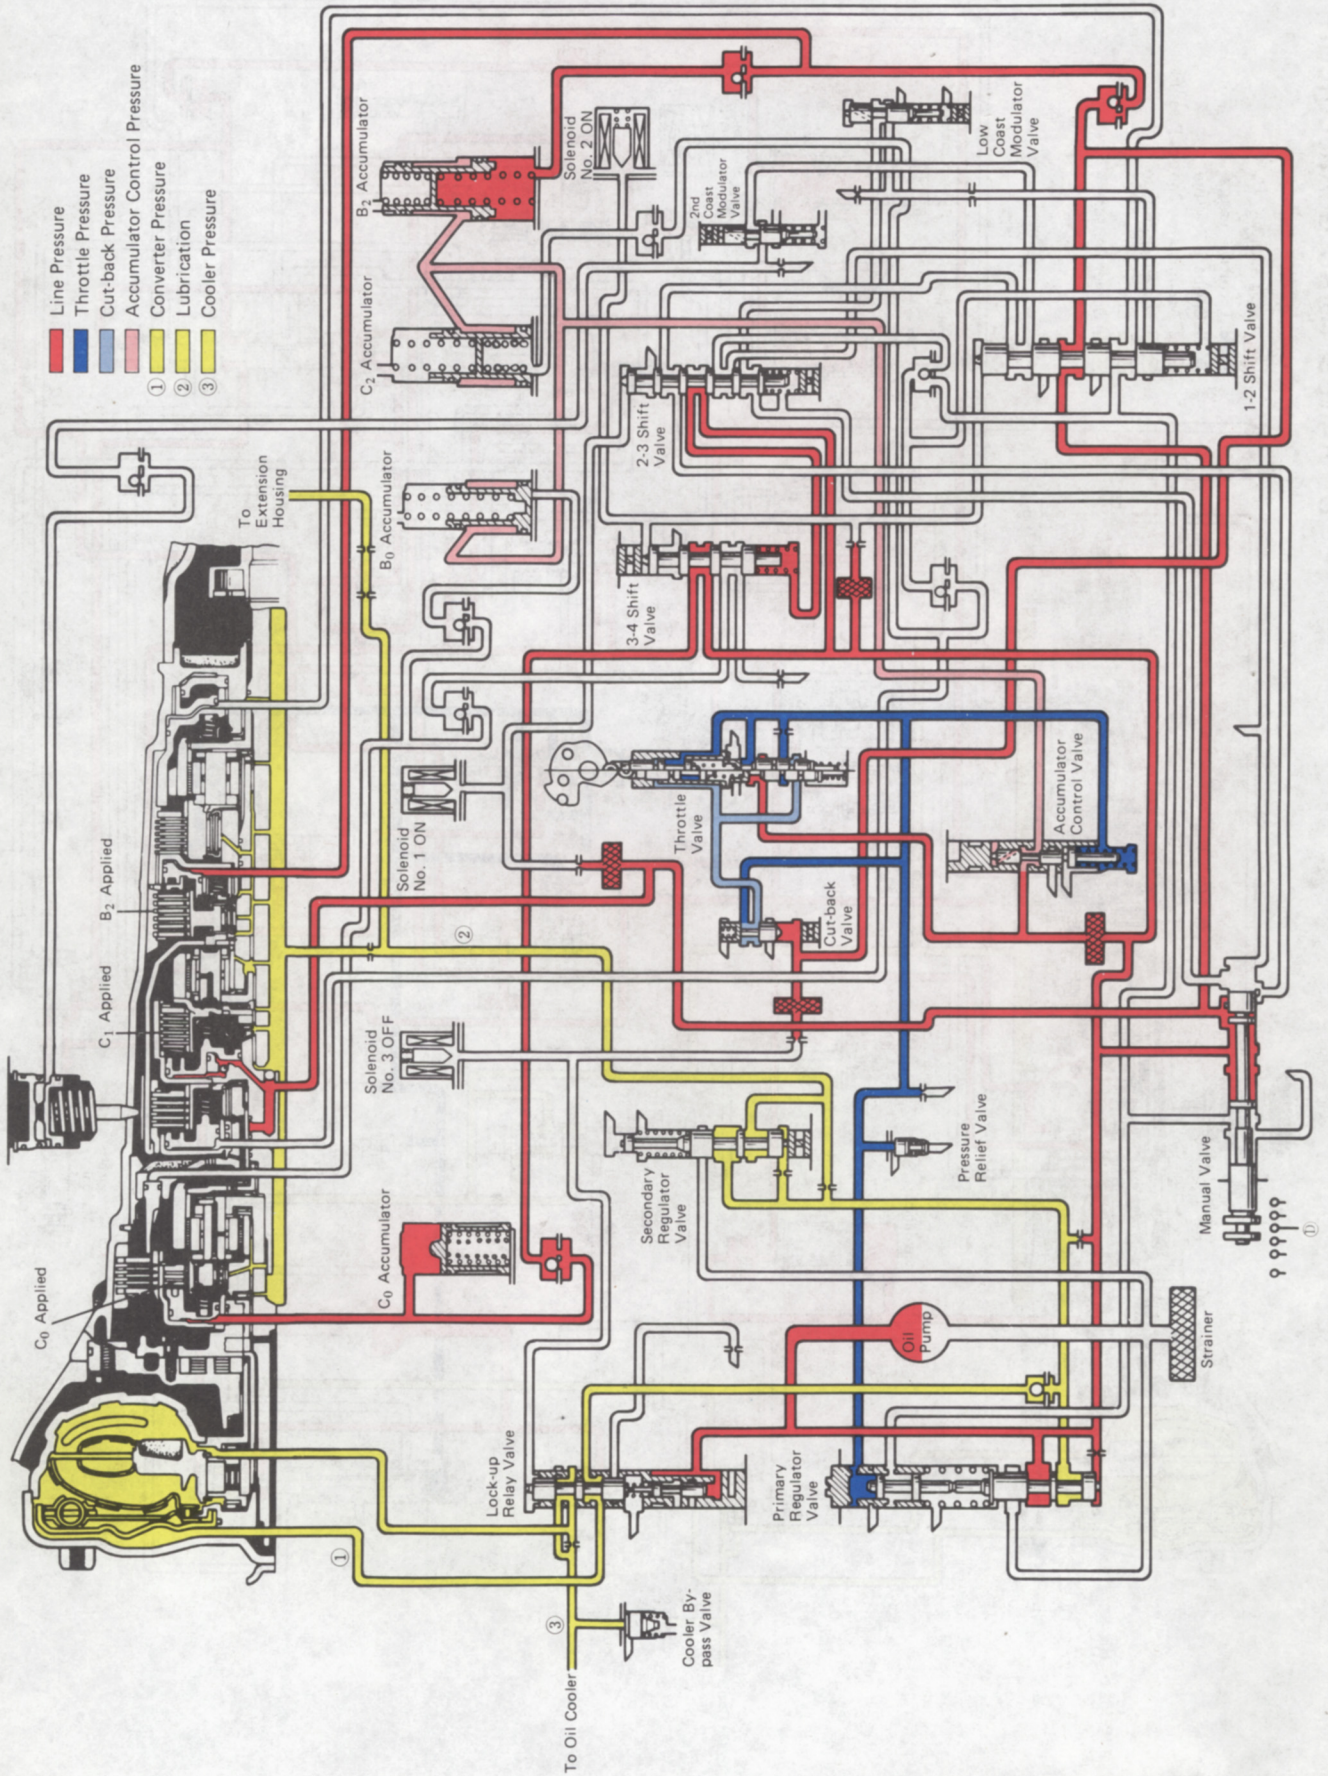 Line Pressure
Throttle Pressure
Cut-back Pressure
Accumulator Control Pressure
① Converter Pressure
② Lubrication
③ Cooler Pressure
To
Extension
Housing
B2 Applied
C1 Applied
C0 Applied
B2 Accumulator
C2 Accumulator
B0 Accumulator
C0 Accumulator
Solenoid
No. 2 ON
Solenoid
No. 1 ON
Solenoid
No. 3 OFF
2nd
Coast
Modulator
Valve
Low
Coast
Modulator
Valve
2-3 Shift
Valve
3-4 Shift
Valve
1-2 Shift Valve
Throttle
Valve
Cut-back
Valve
Accumulator
Control Valve
Secondary
Regulator
Valve
Pressure
Relief Valve
Manual Valve
D
Oil
Pump
Strainer
Lock-up
Relay Valve
Primary
Regulator
Valve
Cooler By-
pass Valve
To Oil Cooler
①
②
③